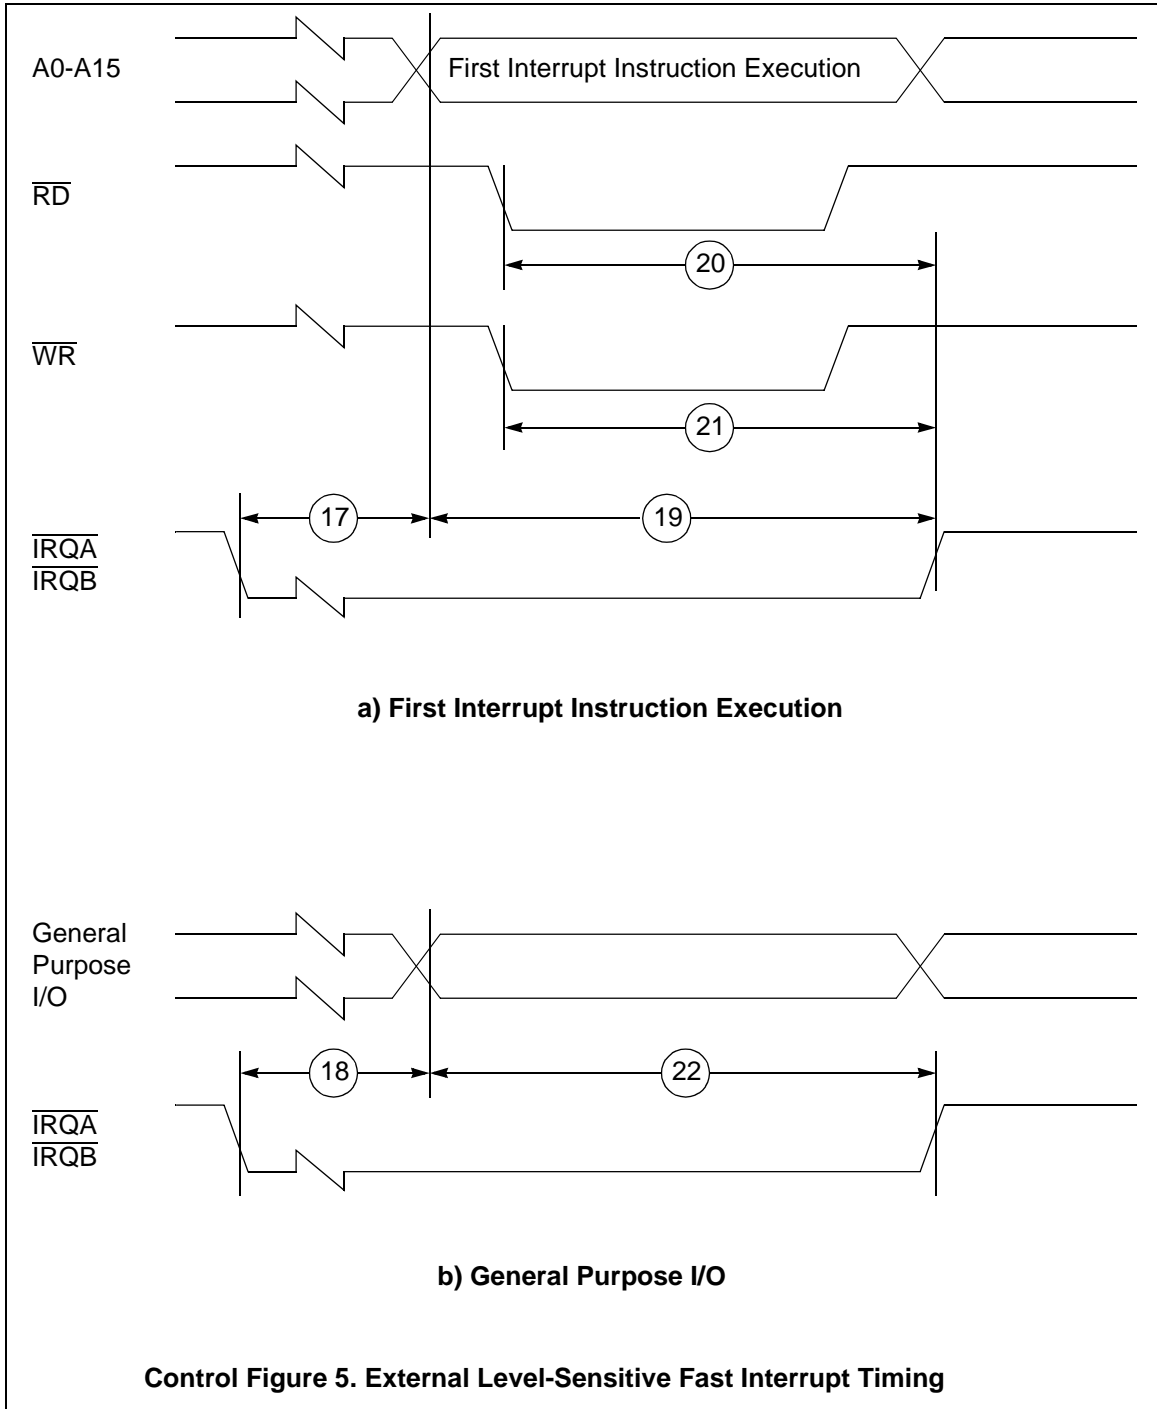 A0-A15
First Interrupt Instruction Execution
RD
20
WR
21
17
19
IRQA
IRQB
a) First Interrupt Instruction Execution
General
Purpose
I/O
18
22
IRQA
IRQB
b) General Purpose I/O
Control Figure 5. External Level-Sensitive Fast Interrupt Timing